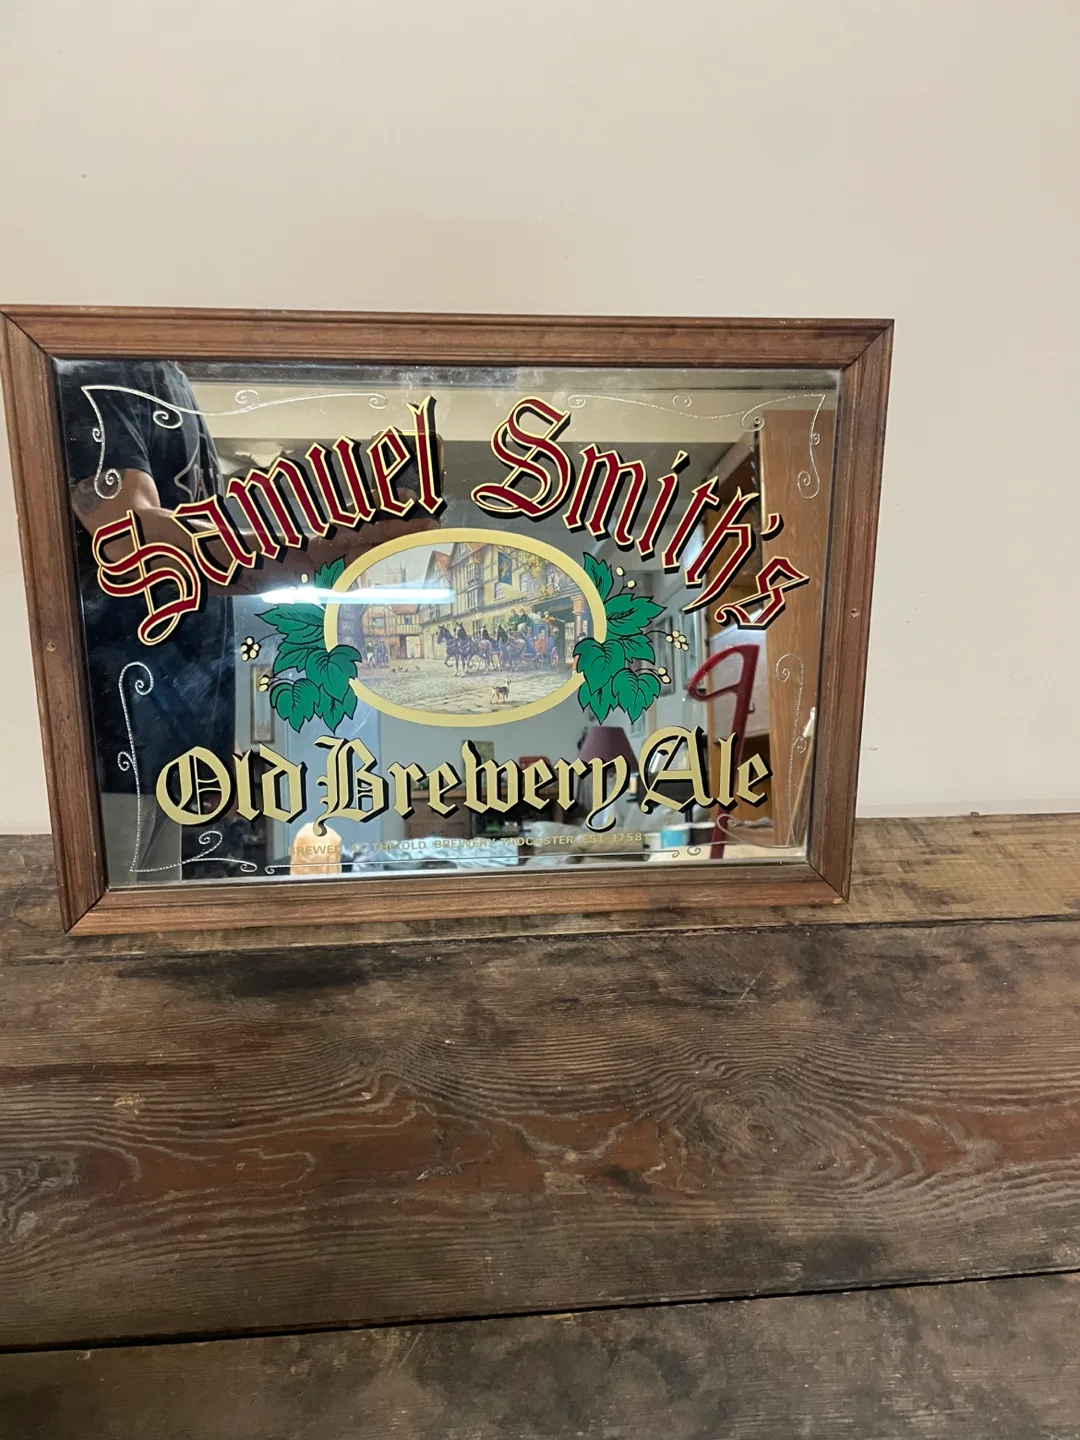 Samuel Smith's
Old Brewery Ale
BREWED AT THE OLD BREWERY TADCASTER EST. 1758